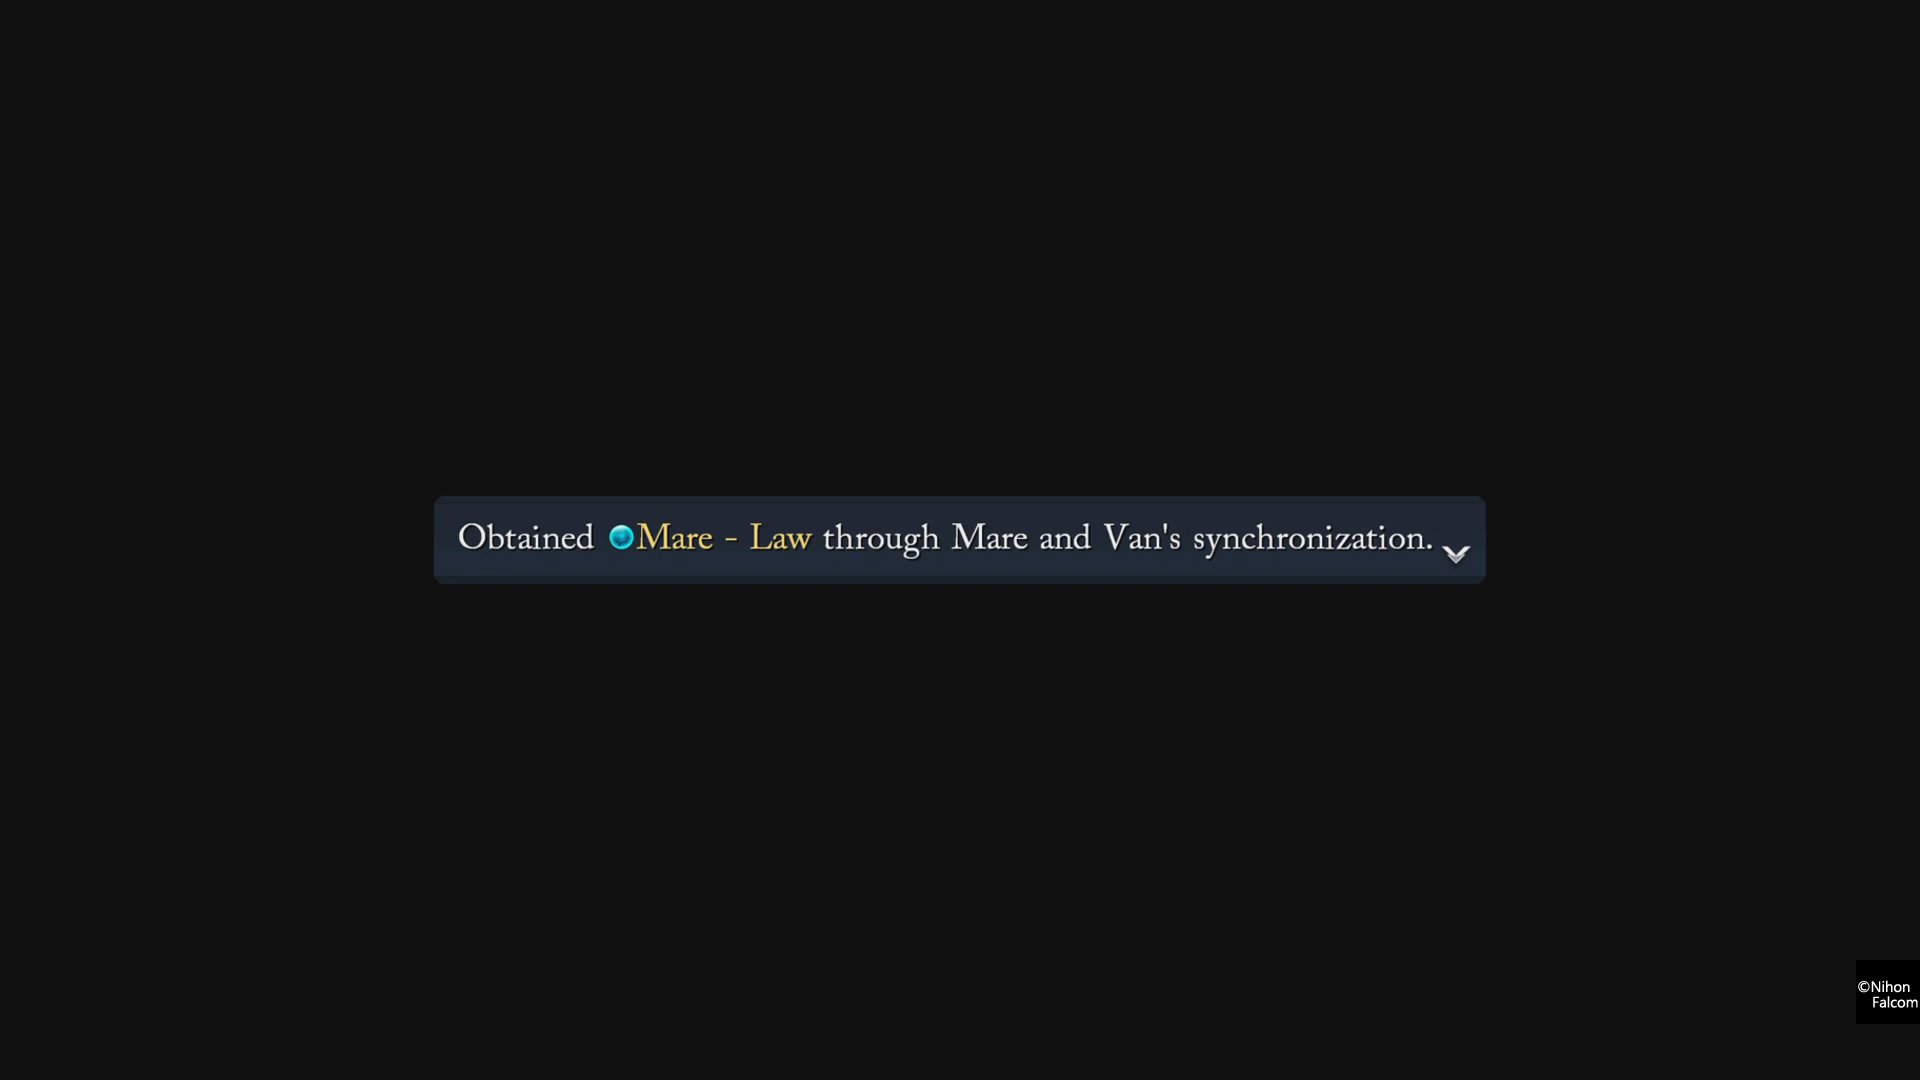 Obtained Mare - Law through Mare and Van's synchronization.
©Nihon
Falcom